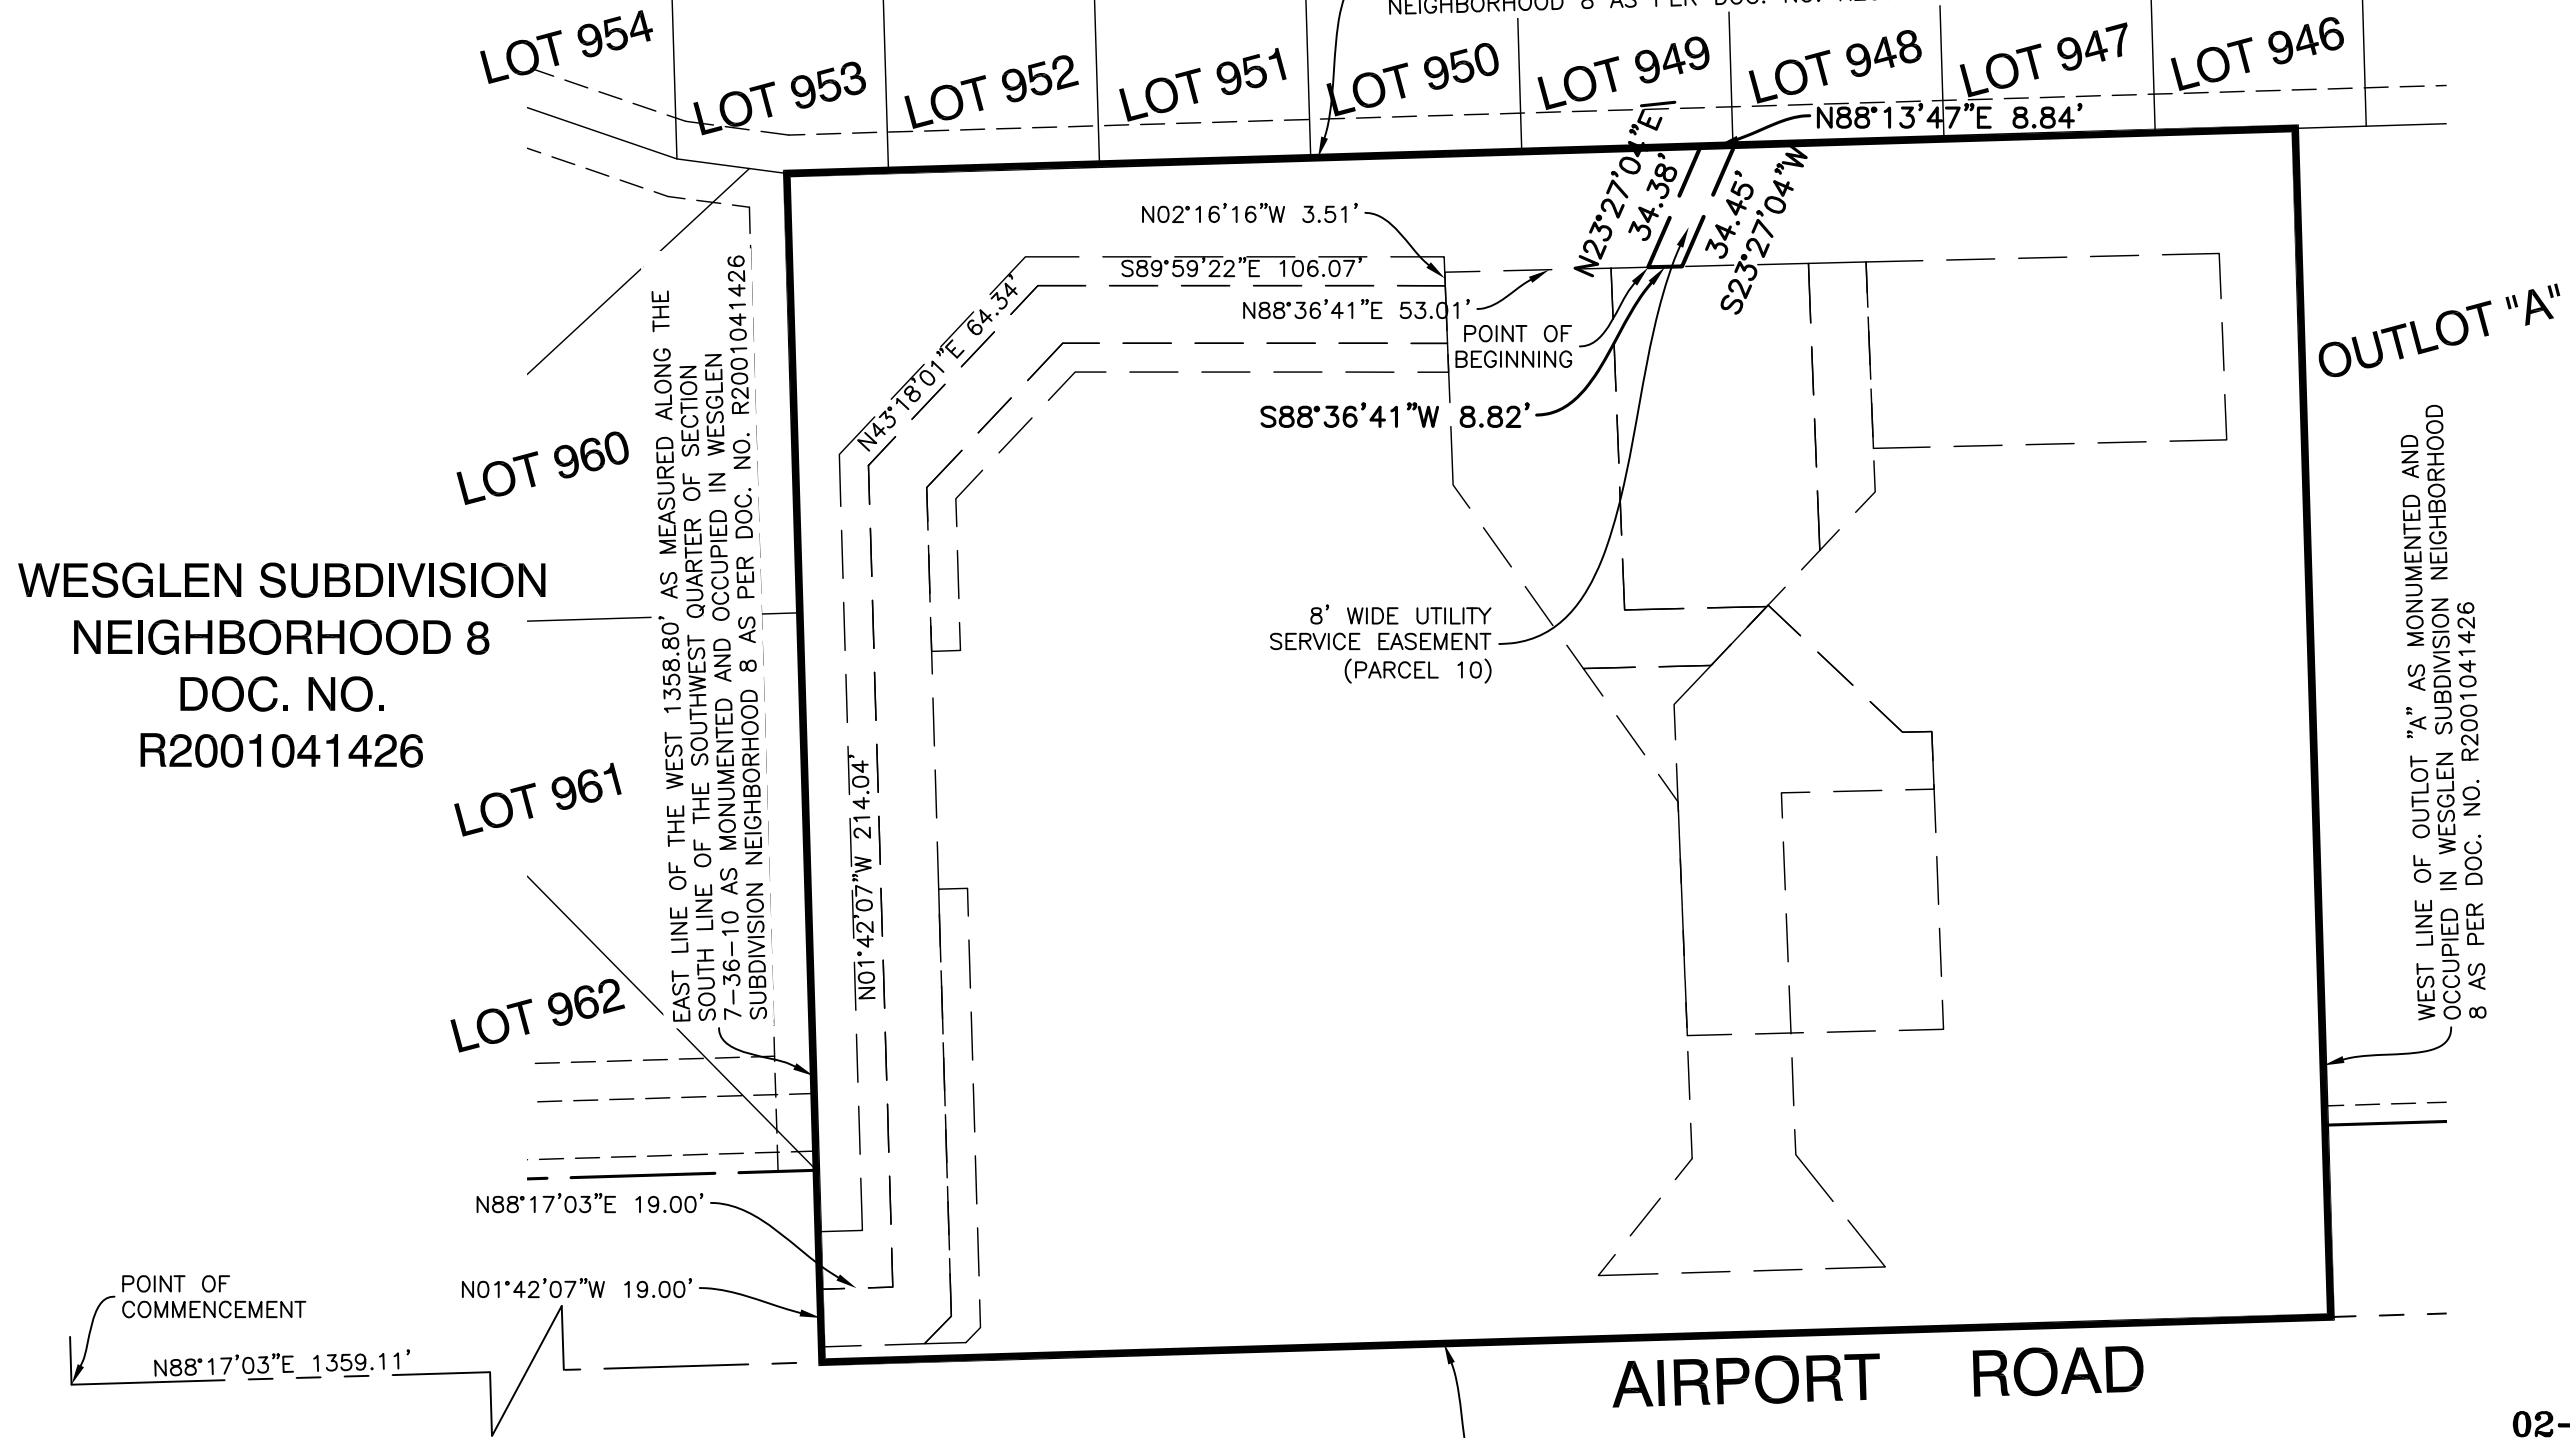 LOT 954
LOT 953
LOT 952
LOT 951
LOT 950
LOT 949
LOT 948
LOT 947
LOT 946
N88°13'47"E 8.84'
N23°27'04"E
34.38'
34.45'
S23°27'04"W
N02°16'16"W 3.51'
S89°59'22"E 106.07'
N88°36'41"E 53.01'
N43°18'01"E 64.34'
POINT OF
BEGINNING
S88°36'41"W 8.82'
OUTLOT "A"
LOT 960
EAST LINE OF THE WEST 1358.80' AS MEASURED ALONG THE
SOUTH LINE OF THE SOUTHWEST QUARTER OF SECTION
7-36-10 AS MONUMENTED AND OCCUPIED IN WESGLEN
SUBDIVISION NEIGHBORHOOD 8 AS PER DOC. NO. R2001041426
WEST LINE OF OUTLOT "A" AS MONUMENTED AND
OCCUPIED IN WESGLEN SUBDIVISION NEIGHBORHOOD
8 AS PER DOC. NO. R2001041426
WESGLEN SUBDIVISION
NEIGHBORHOOD 8
DOC. NO.
R2001041426
8' WIDE UTILITY
SERVICE EASEMENT
(PARCEL 10)
LOT 961
N01°42'07"W 214.04'
LOT 962
N88°17'03"E 19.00'
N01°42'07"W 19.00'
POINT OF
COMMENCEMENT
N88°17'03"E 1359.11'
AIRPORT ROAD
02-